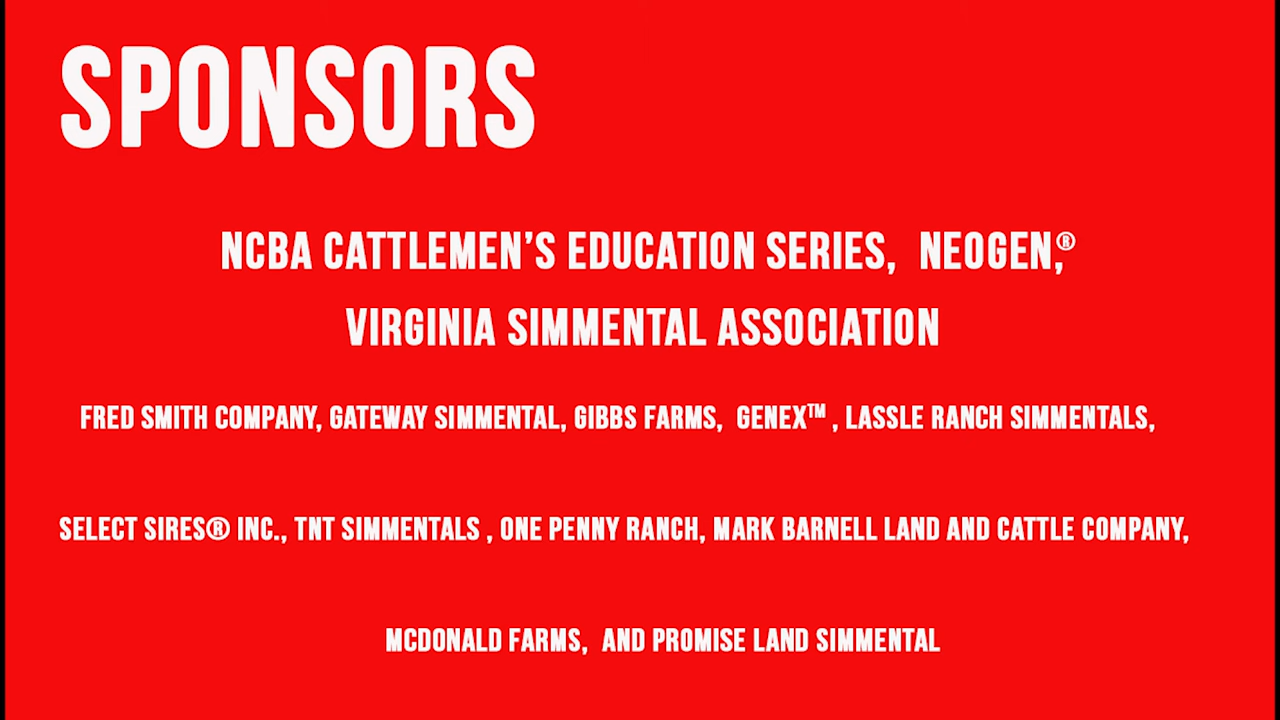 SPONSORS
NCBA CATTLEMEN'S EDUCATION SERIES, NEOGEN,®
VIRGINIA SIMMENTAL ASSOCIATION
FRED SMITH COMPANY, GATEWAY SIMMENTAL, GIBBS FARMS, GENEX™ , LASSLE RANCH SIMMENTALS,
SELECT SIRES® INC., TNT SIMMENTALS , ONE PENNY RANCH, MARK BARNELL LAND AND CATTLE COMPANY,
MCDONALD FARMS, AND PROMISE LAND SIMMENTAL